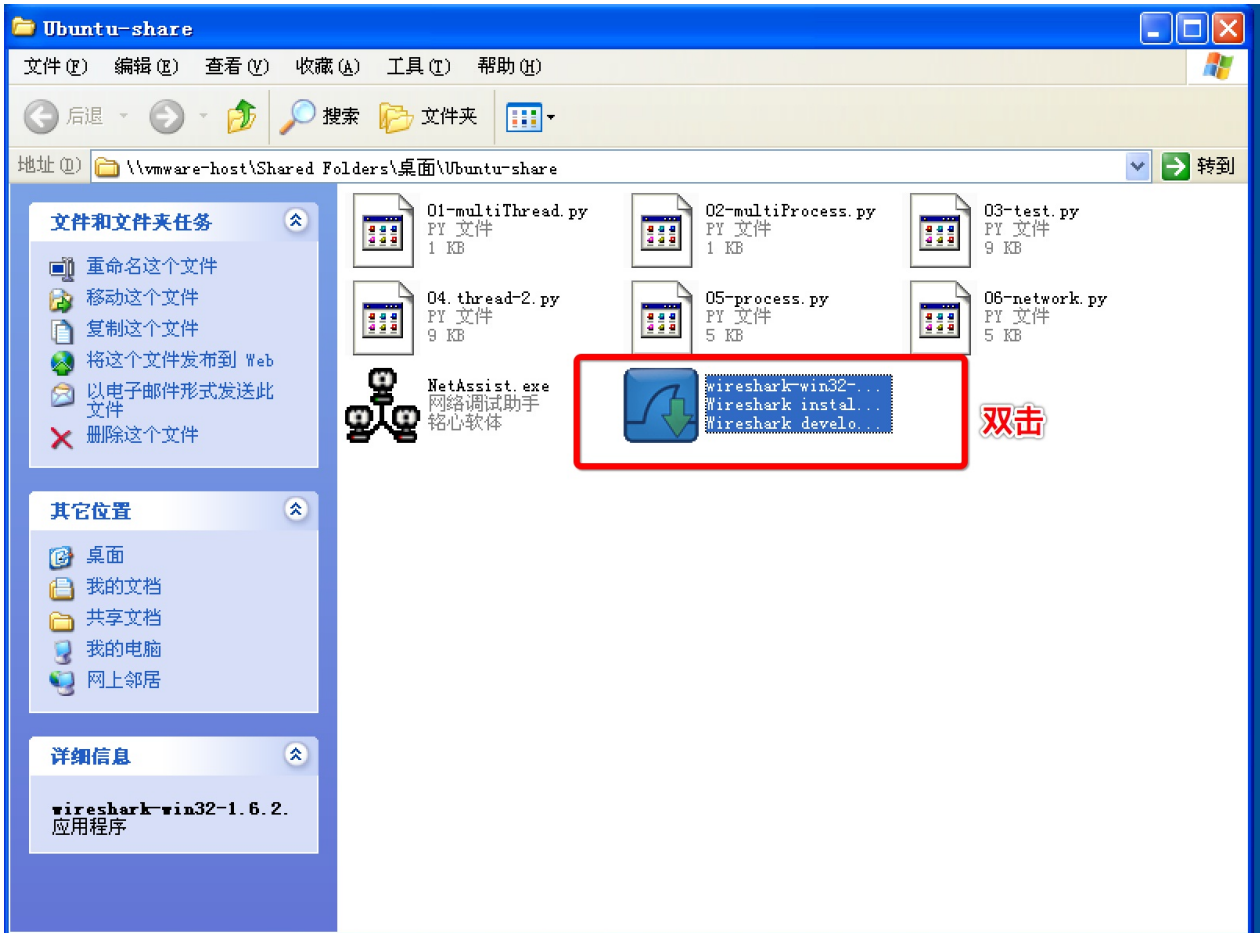 Ubuntu-share
文件(F) 编辑(E) 查看(V) 收藏(A) 工具(T) 帮助(H)
后退 搜索 文件夹
地址(D) \\vmware-host\Shared Folders\桌面\Ubuntu-share 转到
文件和文件夹任务
重命名这个文件
移动这个文件
复制这个文件
将这个文件发布到 Web
以电子邮件形式发送此
文件
删除这个文件
其它位置
桌面
我的文档
共享文档
我的电脑
网上邻居
详细信息
wireshark-win32-1.6.2.
应用程序
01-multiThread.py
PY 文件
1 KB
02-multiProcess.py
PY 文件
1 KB
03-test.py
PY 文件
9 KB
04.thread-2.py
PY 文件
9 KB
05-process.py
PY 文件
5 KB
06-network.py
PY 文件
5 KB
NetAssist.exe
网络调试助手
铭心软体
wireshark-win32-...
Wireshark instal...
Wireshark develo...
双击